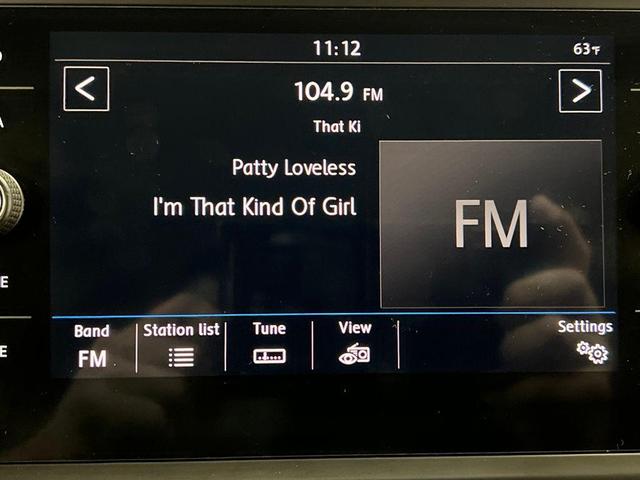 11:12
63°F
104.9 FM
That Ki
Patty Loveless
I'm That Kind Of Girl
FM
Band
FM
Station list
Tune
View
Settings
A
E
E